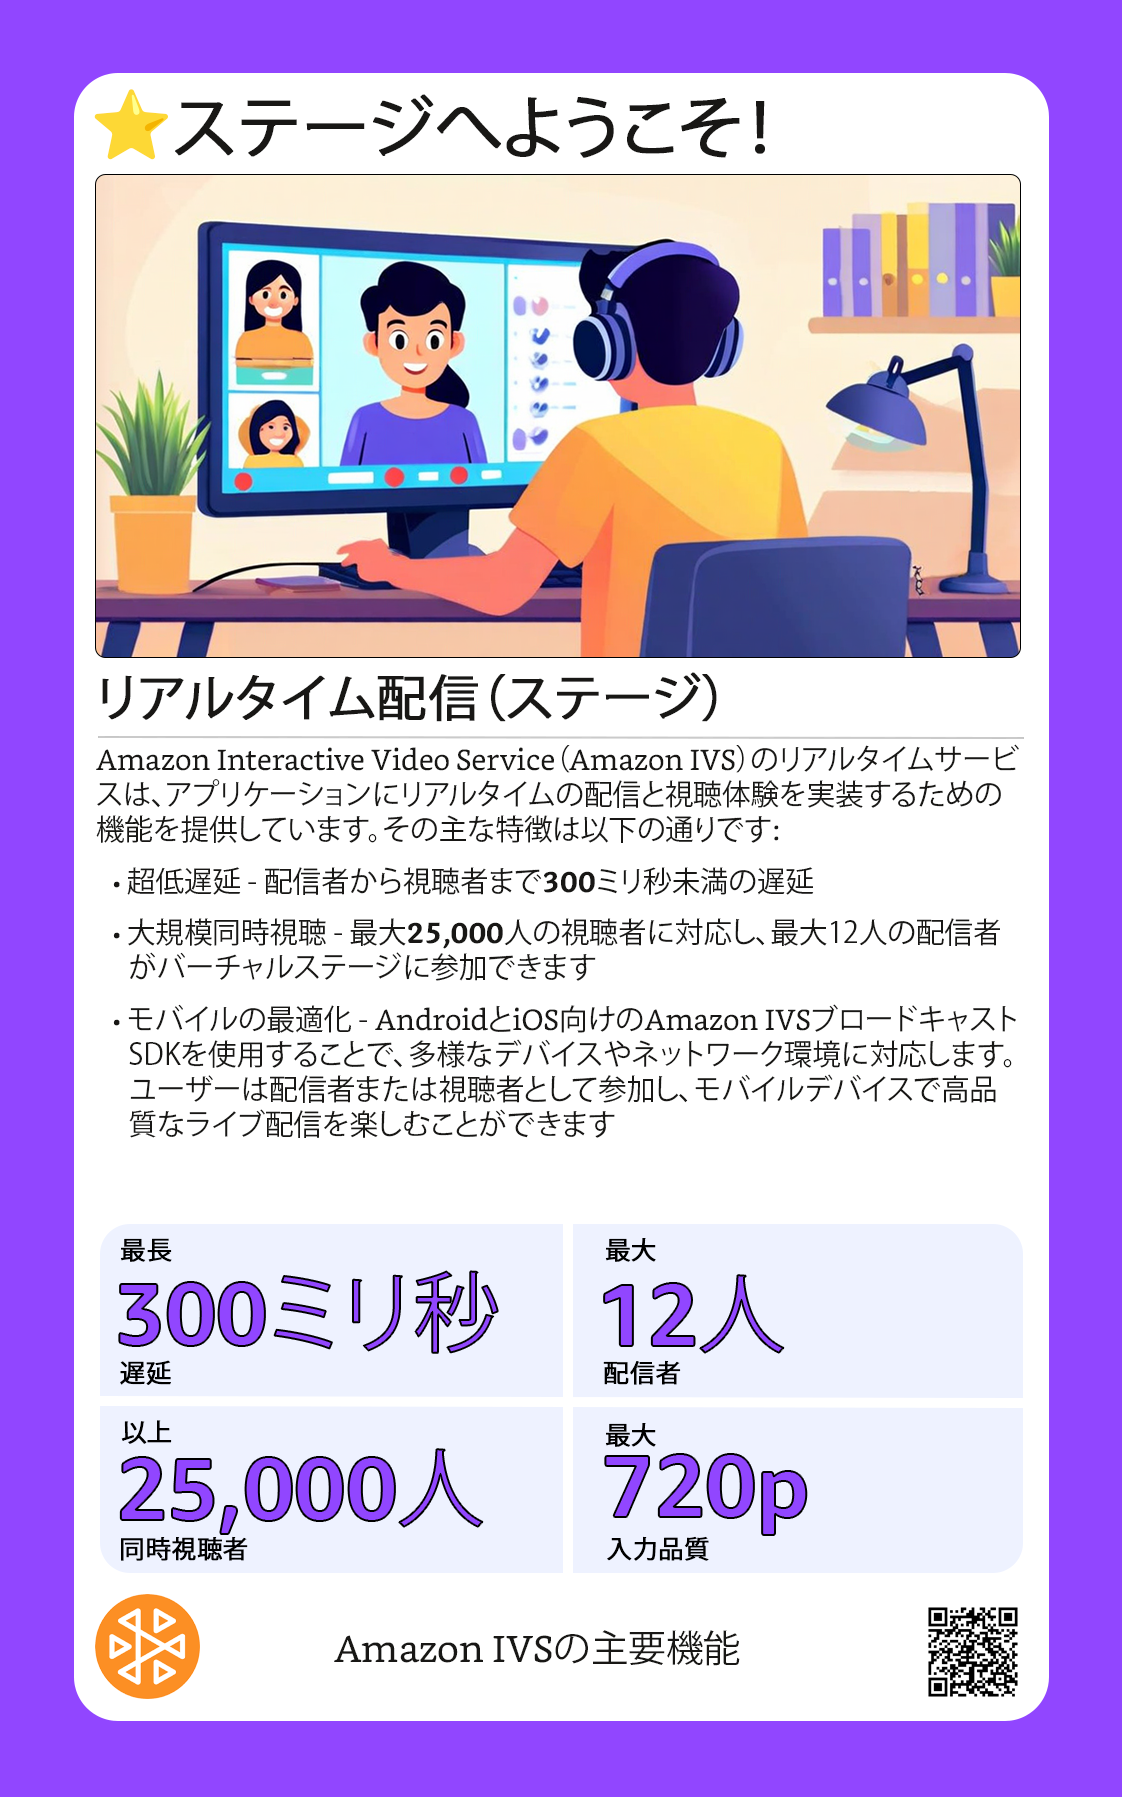 ステージへようこそ！
リアルタイム配信（ステージ）
Amazon Interactive Video Service（Amazon IVS）のリアルタイムサービ
スは、アプリケーションにリアルタイムの配信と視聴体験を実装するための
機能を提供しています。その主な特徴は以下の通りです：
・超低遅延 - 配信者から視聴者まで300ミリ秒未満の遅延
・大規模同時視聴 - 最大25,000人の視聴者に対応し、最大12人の配信者
がバーチャルステージに参加できます
・モバイルの最適化 - AndroidとiOS向けのAmazon IVSブロードキャスト
SDKを使用することで、多様なデバイスやネットワーク環境に対応します。
ユーザーは配信者または視聴者として参加し、モバイルデバイスで高品
質なライブ配信を楽しむことができます
最長
300ミリ秒
遅延
最大
12人
配信者
以上
25,000人
同時視聴者
最大
720p
入力品質
Amazon IVSの主要機能